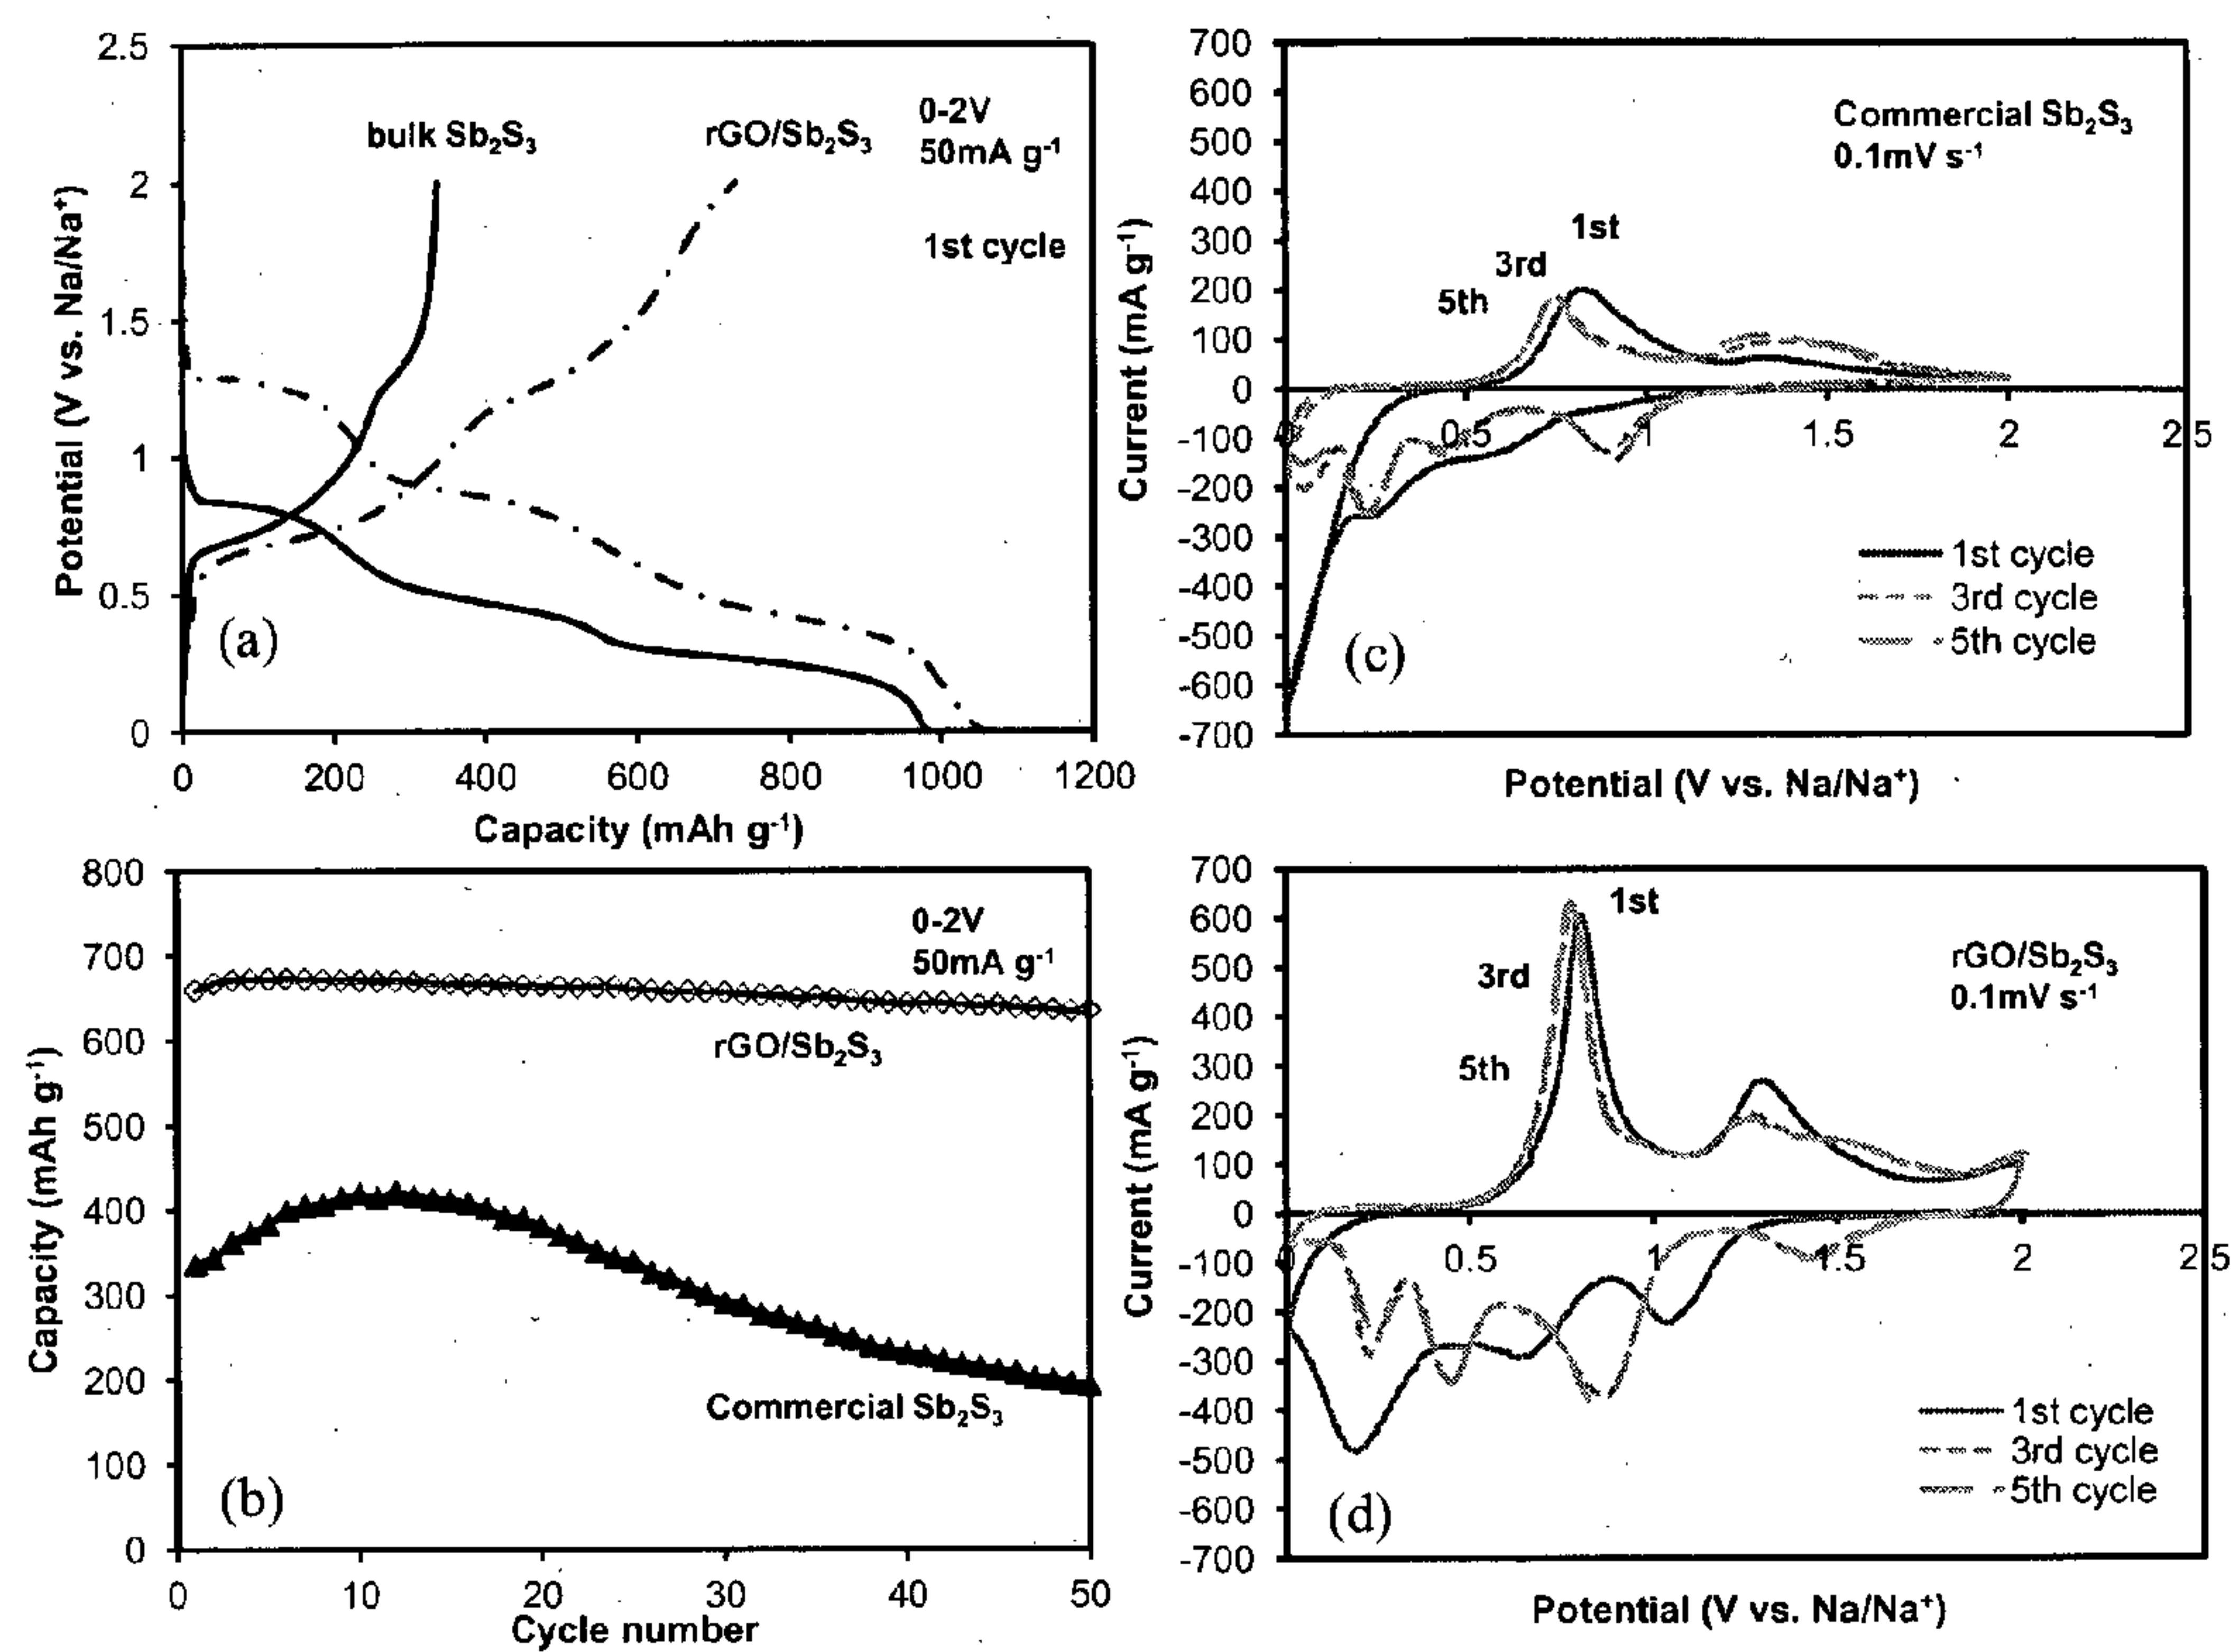 2.5
2
1.5
1
0.5
0
Potential (V vs. Na/Na⁺)
bulk Sb₂S₃
rGO/Sb₂S₃
0-2V
50mA g⁻¹
1st cycle
(a)
0 200 400 600 800 1000 1200
Capacity (mAh g⁻¹)
700
600
500
400
300
200
100
0
-100
-200
-300
-400
-500
-600
-700
Current (mA g⁻¹)
Commercial Sb₂S₃
0.1mV s⁻¹
1st
3rd
5th
0 0.5 1 1.5 2 25
1st cycle
3rd cycle
5th cycle
(c)
Potential (V vs. Na/Na⁺)
800
700
600
500
400
300
200
100
0
Capacity (mAh g⁻¹)
0-2V
50mA g⁻¹
rGO/Sb₂S₃
Commercial Sb₂S₃
(b)
0 10 20 30 40 50
Cycle number
700
600
500
400
300
200
100
0
-100
-200
-300
-400
-500
-600
-700
Current (mA g⁻¹)
1st
3rd
5th
rGO/Sb₂S₃
0.1mV s⁻¹
0 0.5 1 1.5 2 25
1st cycle
3rd cycle
5th cycle
(d)
Potential (V vs. Na/Na⁺)